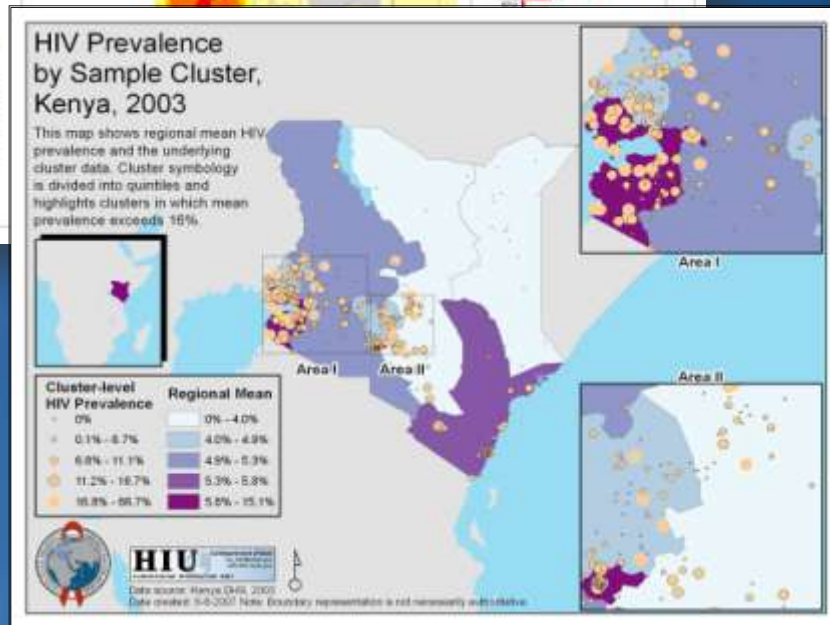 HIV Prevalence
by Sample Cluster,
Kenya, 2003
This map shows regional mean HIV
prevalence and the underlying
cluster data. Cluster symbology
is divided into quintiles and
highlights clusters in which mean
prevalence exceeds 16%.
Area I
Area I
Area II
Area II
Cluster-level
HIV Prevalence
Regional Mean
0%
0% - 4.0%
0.1% - 6.7%
4.0% - 4.9%
6.8% - 11.1%
4.9% - 5.3%
11.2% - 16.7%
5.3% - 5.8%
16.8% - 66.7%
5.8% - 15.1%
HIU
Data source: Kenya DHS, 2003
Date created: 5-8-2007 Note: Boundary representation is not necessarily authoritative.